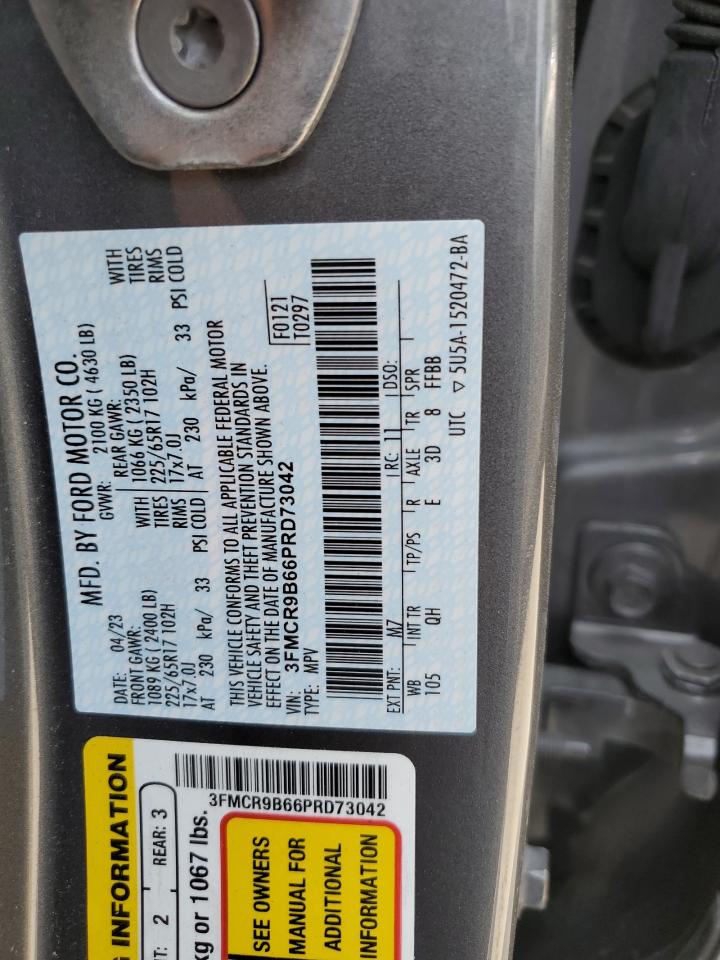 MFD. BY FORD MOTOR CO.
DATE: 04/23 GVWR: 2100 KG ( 4630 LB)
FRONT GAWR: WITH REAR GAWR: WITH
1089 KG ( 2400 LB) TIRES 1066 KG ( 2350 LB) TIRES
225/65R17 102H RIMS 225/65R17 102H RIMS
17x7.0J 17x7.0J
AT 230 kPa/ 33 PSI COLD AT 230 kPa/ 33 PSI COLD
THIS VEHICLE CONFORMS TO ALL APPLICABLE FEDERAL MOTOR
VEHICLE SAFETY AND THEFT PREVENTION STANDARDS IN
EFFECT ON THE DATE OF MANUFACTURE SHOWN ABOVE.
VIN: 3FMCR9B66PRD73042 F0121
TYPE: MPV T0297
EXT PNT: M7 RC: 11 DSO:
WB INT TR TP/PS R AXLE TR SPR
105 QH E 3D 8 FFBB
UTC ▽ 5U5A-1520472-BA
G INFORMATION
NT: 2 REAR: 3
3FMCR9B66PRD73042
kg or 1067 lbs.
SEE OWNERS
MANUAL FOR
ADDITIONAL
INFORMATION